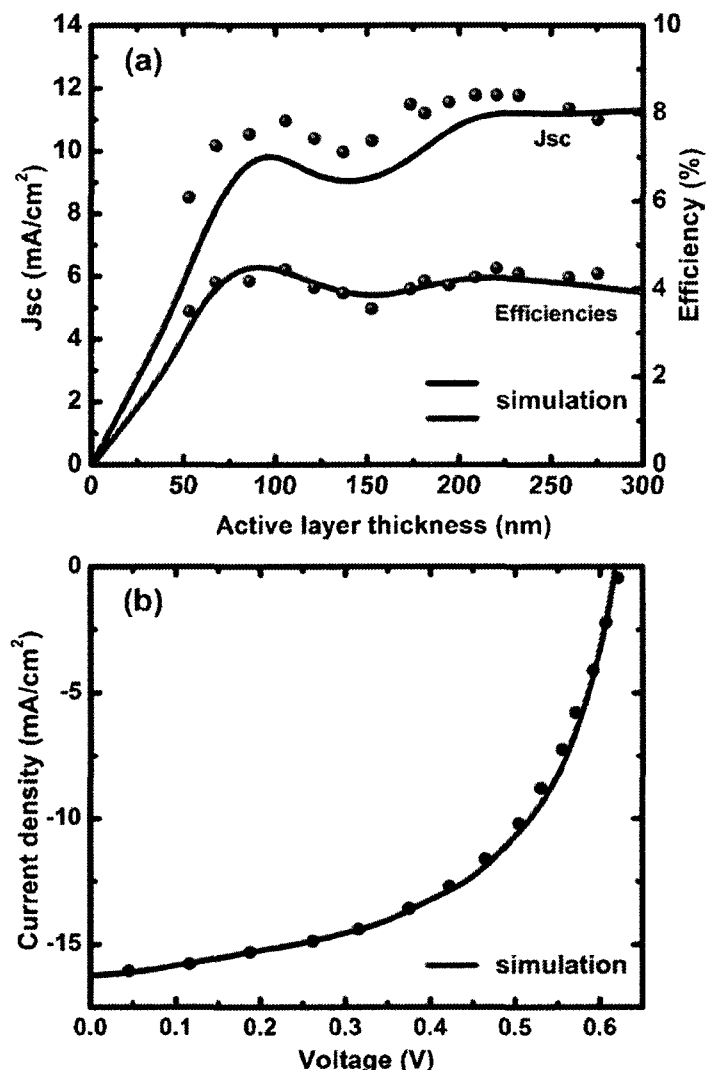 (a)
14
12
10
8
6
4
2
0
Jsc (mA/cm²)
10
8
6
4
2
0
Efficiency (%)
Jsc
Efficiencies
simulation
0 50 100 150 200 250 300
Active layer thickness (nm)
(b)
0
-5
-10
-15
Current density (mA/cm²)
simulation
0.0 0.1 0.2 0.3 0.4 0.5 0.6
Voltage (V)